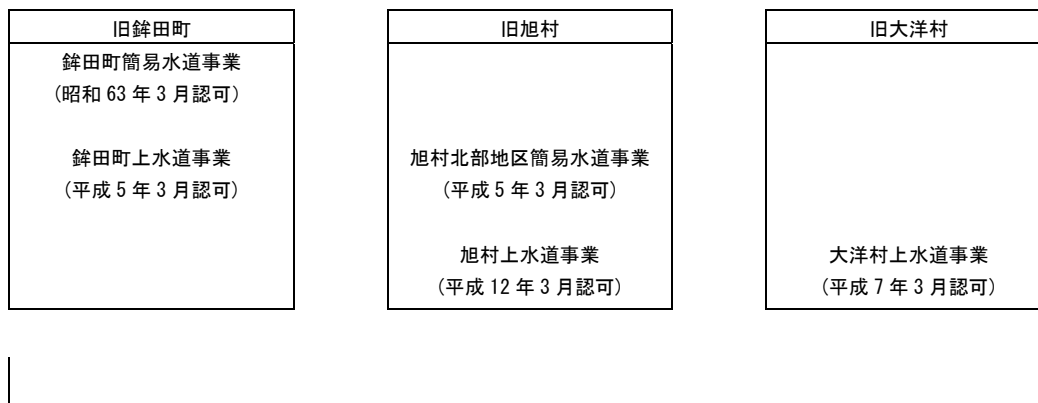 旧鉾田町
鉾田町簡易水道事業
（昭和 63 年 3 月認可）
鉾田町上水道事業
（平成 5 年 3 月認可）
旧旭村
旭村北部地区簡易水道事業
（平成 5 年 3 月認可）
旭村上水道事業
（平成 12 年 3 月認可）
旧大洋村
大洋村上水道事業
（平成 7 年 3 月認可）